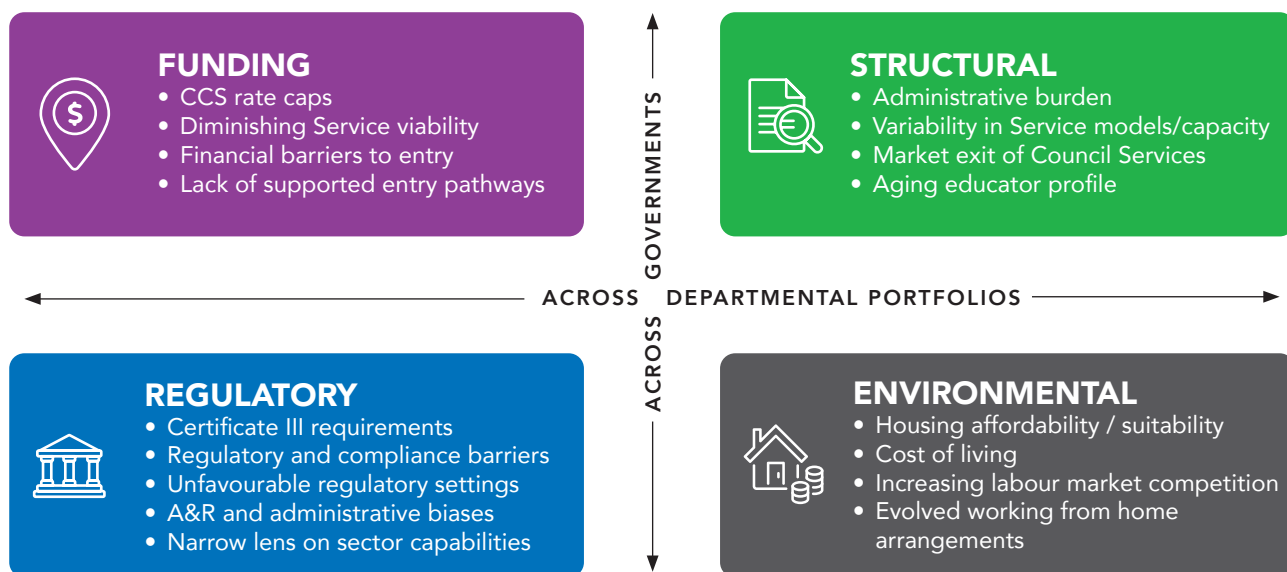 FUNDING
• CCS rate caps
• Diminishing Service viability
• Financial barriers to entry
• Lack of supported entry pathways
$
STRUCTURAL
• Administrative burden
• Variability in Service models/capacity
• Market exit of Council Services
• Aging educator profile
ACROSS GOVERNMENTS
ACROSS DEPARTMENTAL PORTFOLIOS
REGULATORY
• Certificate III requirements
• Regulatory and compliance barriers
• Unfavourable regulatory settings
• A&R and administrative biases
• Narrow lens on sector capabilities
ENVIRONMENTAL
• Housing affordability / suitability
• Cost of living
• Increasing labour market competition
• Evolved working from home
arrangements